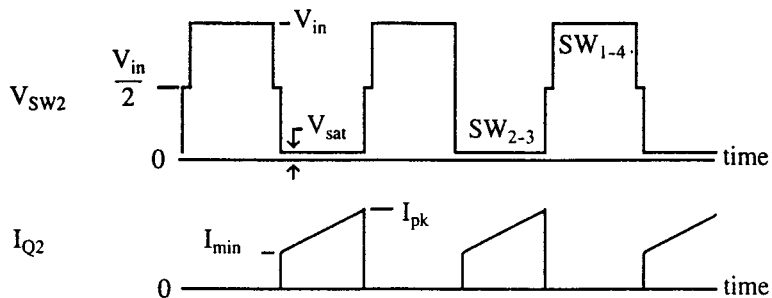 V_in
V_in/2
SW_1-4
V_SW2
V_sat
SW_2-3
0
time
I_Q2
I_min
I_pk
0
time